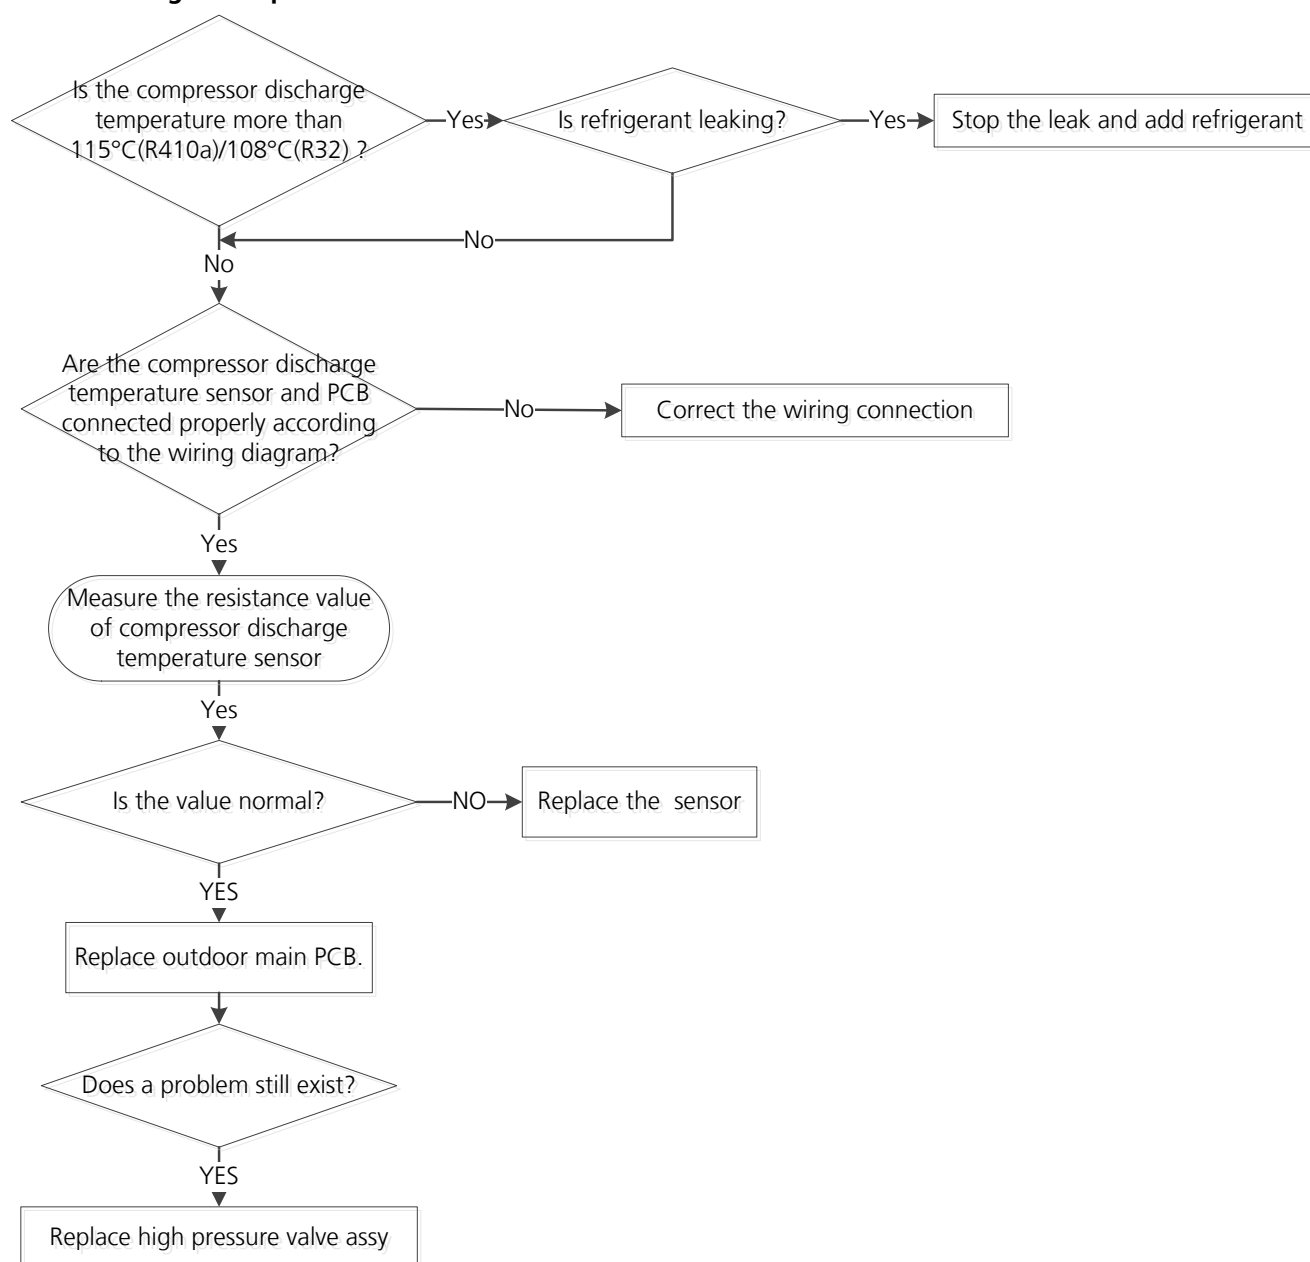 Is the compressor discharge
temperature more than
115°C(R410a)/108°C(R32) ?
Yes
Is refrigerant leaking?
Yes
Stop the leak and add refrigerant
No
No
Are the compressor discharge
temperature sensor and PCB
connected properly according
to the wiring diagram?
No
Correct the wiring connection
Yes
Measure the resistance value
of compressor discharge
temperature sensor
Yes
Is the value normal?
NO
Replace the  sensor
YES
Replace outdoor main PCB.
Does a problem still exist?
YES
Replace high pressure valve assy